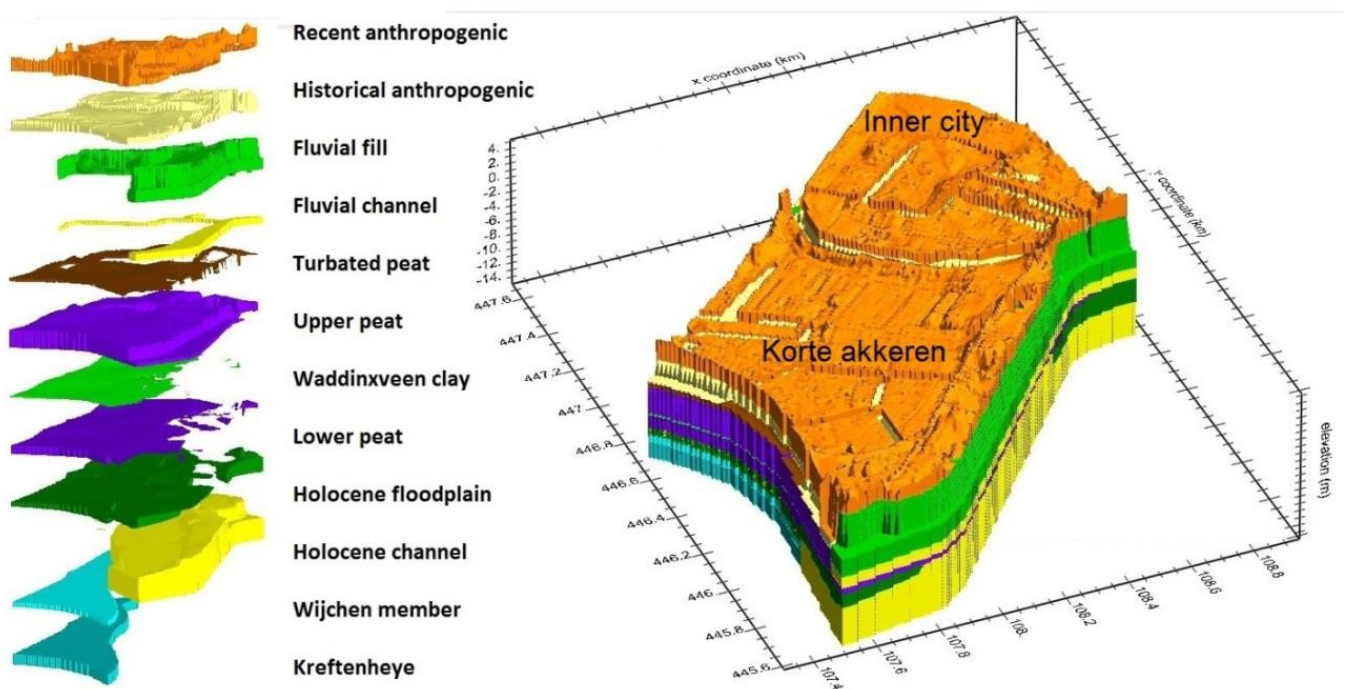 Recent anthropogenic
Historical anthropogenic
Fluvial fill
Fluvial channel
Turbated peat
Upper peat
Waddinxveen clay
Lower peat
Holocene floodplain
Holocene channel
Wijchen member
Kreftenheye
x coordinate (km)
Inner city
Y coordinate (km)
4.
2.
0.
-2.
-4.
-6.
-8.
-10.
-12.
-14.
Korte akkeren
447.6
447.4
447.2
447
446.8
446.6
446.4
446.2
446
445.8
445.6
107.4
107.6
107.8
108
108.2
108.4
108.6
108.8
elevation (m)